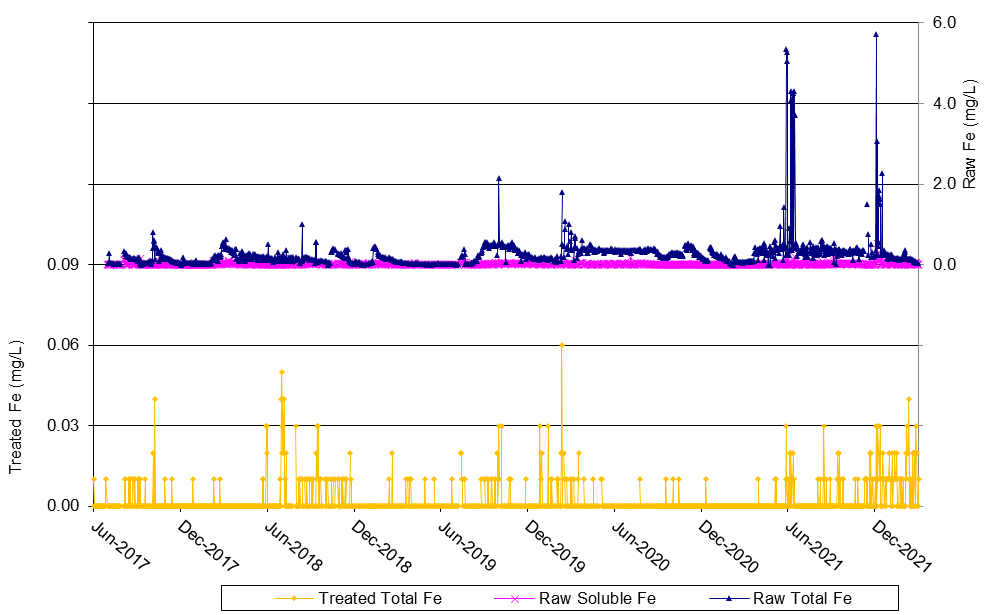 6.0
4.0
2.0
0.0
Raw Fe (mg/L)
0.09
0.06
0.03
0.00
Treated Fe (mg/L)
Jun-2017
Dec-2017
Jun-2018
Dec-2018
Jun-2019
Dec-2019
Jun-2020
Dec-2020
Jun-2021
Dec-2021
Treated Total Fe
Raw Soluble Fe
Raw Total Fe